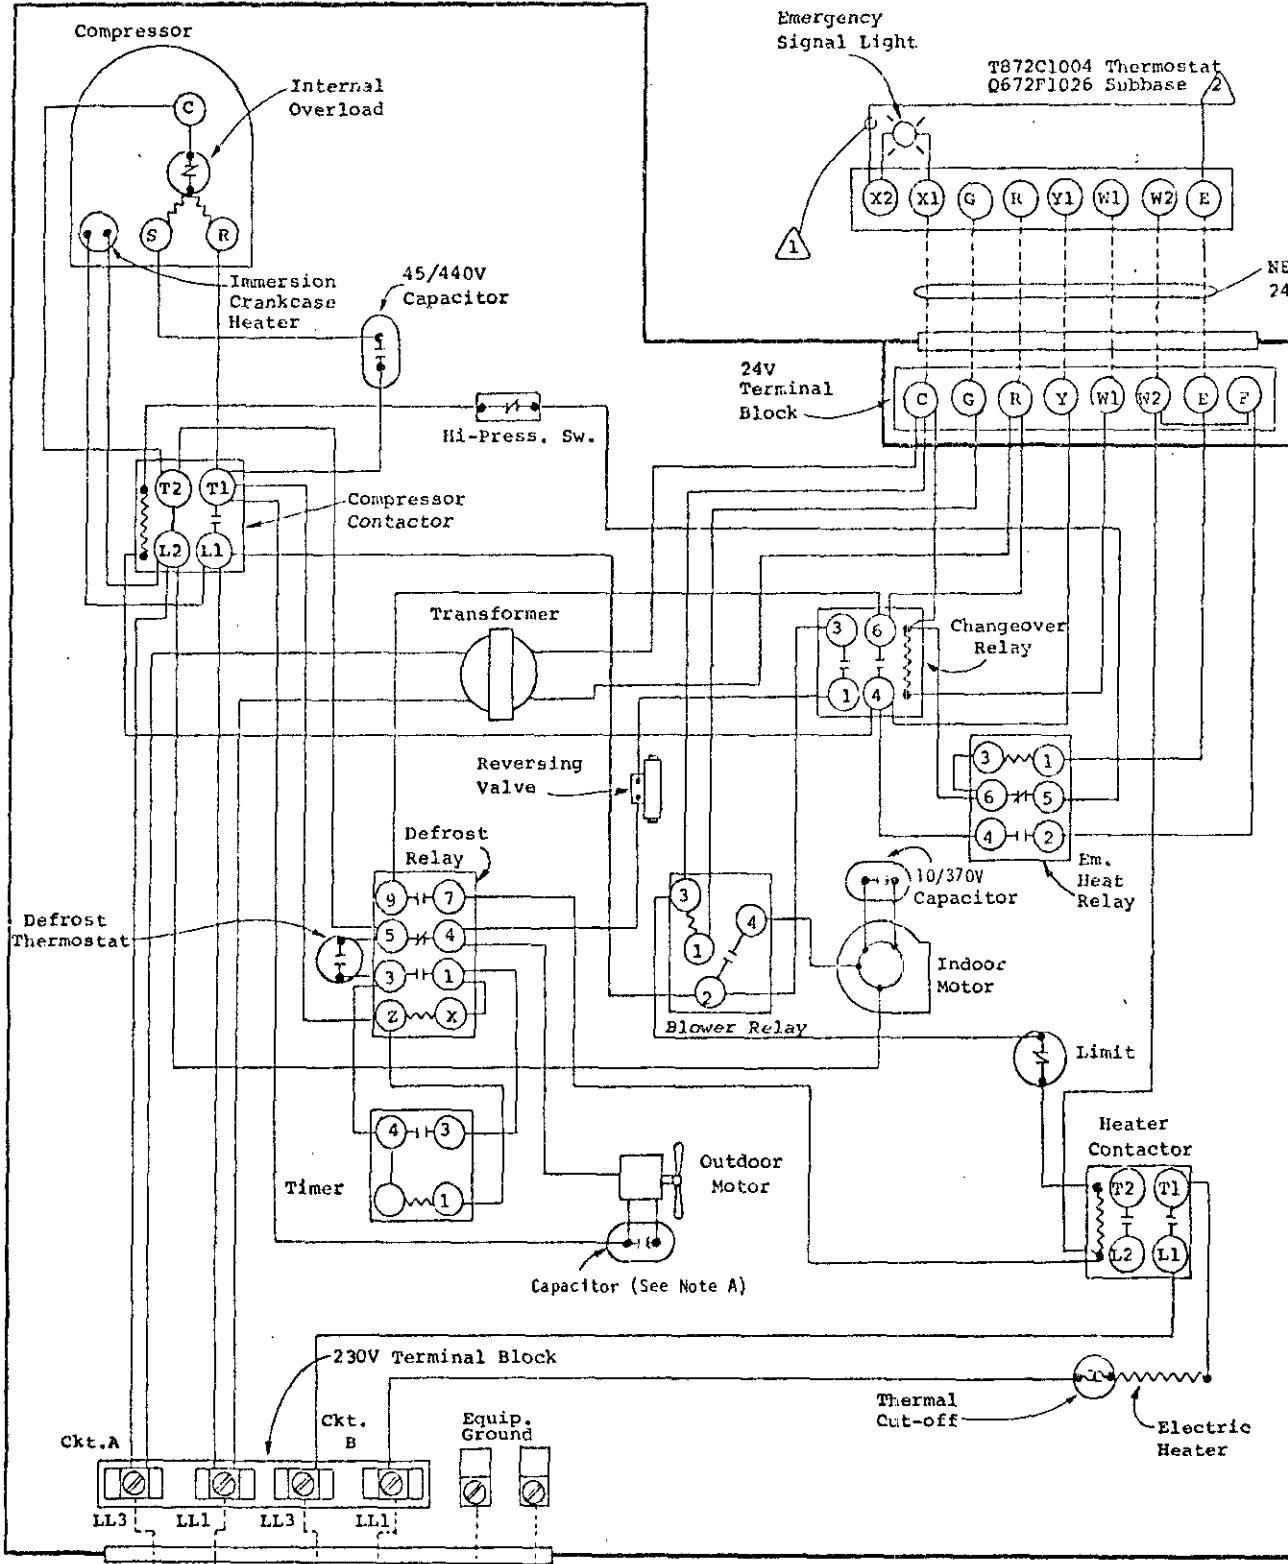 Compressor
Emergency
Signal Light
T872C1004 Thermostat
Q672F1026 Subbase
2
Internal
Overload
C
S
R
X2
X1
G
R
Y1
W1
W2
E
1
Immersion
Crankcase
Heater
45/440V
Capacitor
NE
24
24V
Terminal
Block
C
G
R
Y
W1
W2
E
F
Hi-Press. Sw.
T2
T1
L2
L1
Compressor
Contactor
Transformer
3
6
1
4
Changeover
Relay
Reversing
Valve
3
1
6
5
4
2
Em.
Heat
Relay
Defrost
Relay
9
7
5
4
3
1
Z
X
Defrost
Thermostat
10/370V
Capacitor
3
4
1
2
Blower Relay
Indoor
Motor
Limit
4
3
1
Timer
Outdoor
Motor
Capacitor (See Note A)
Heater
Contactor
T2
T1
L2
L1
230V Terminal Block
Thermal
Cut-off
Electric
Heater
Ckt.A
Ckt.
B
Equip.
Ground
LL3
LL1
LL3
LL1